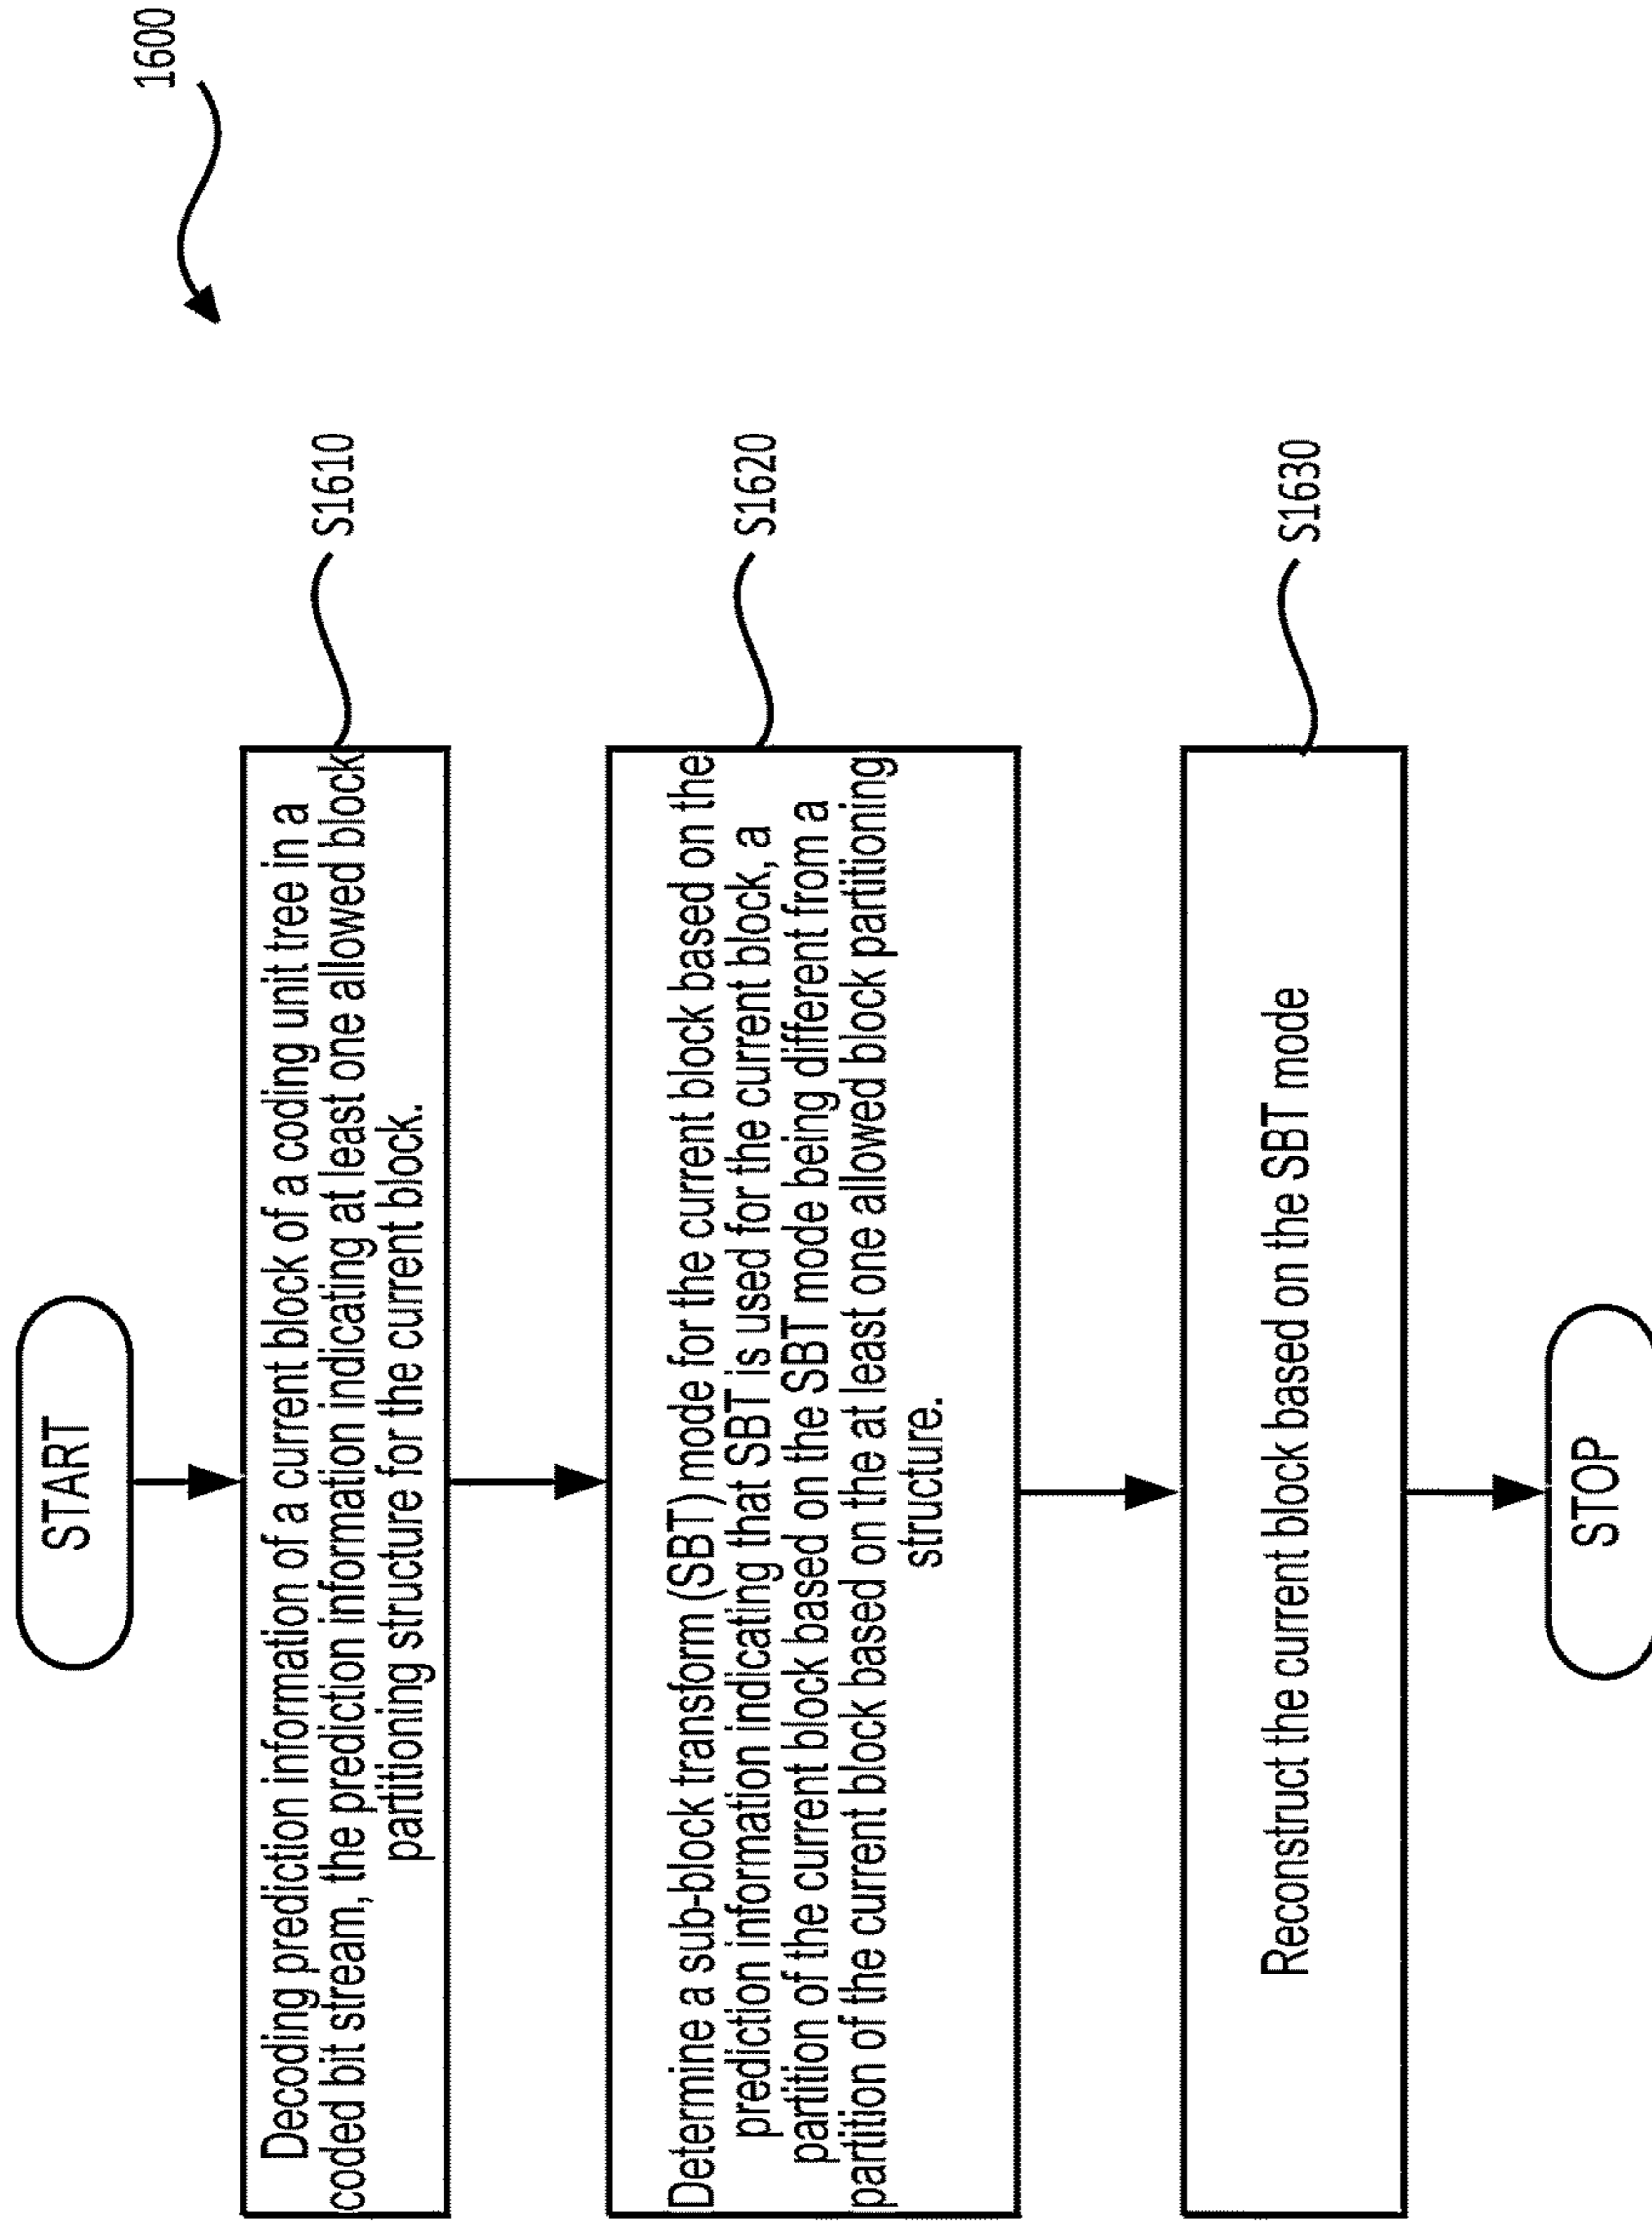 1600
START
S1610
Decoding prediction information of a current block of a coding unit tree in a
coded bit stream, the prediction information indicating at least one allowed block
partitioning structure for the current block.
S1620
Determine a sub-block transform (SBT) mode for the current block based on the
prediction information indicating that SBT is used for the current block, a
partition of the current block based on the SBT mode being different from a
partition of the current block based on the at least one allowed block partitioning
structure.
S1630
Reconstruct the current block based on the SBT mode
STOP